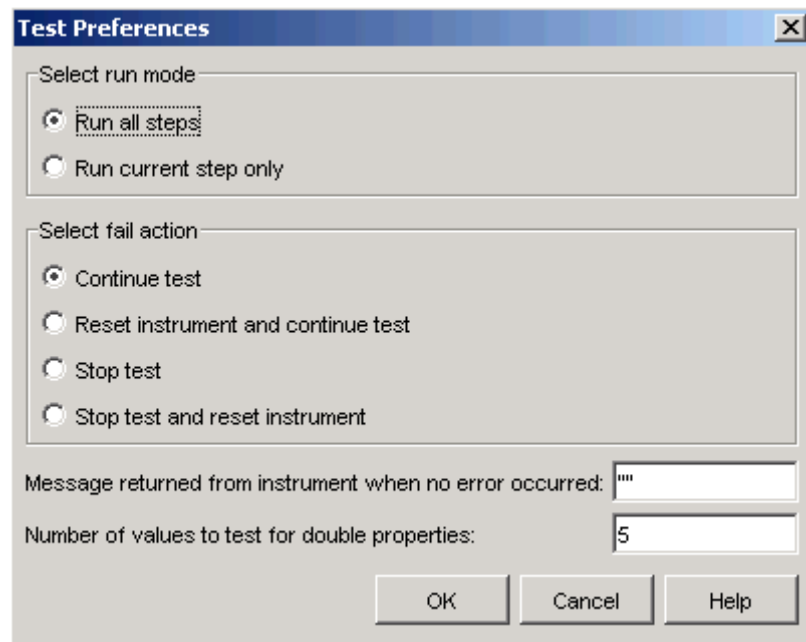 Test Preferences
Select run mode
Run all steps
Run current step only
Select fail action
Continue test
Reset instrument and continue test
Stop test
Stop test and reset instrument
Message returned from instrument when no error occurred: ""
Number of values to test for double properties: 5
OK Cancel Help